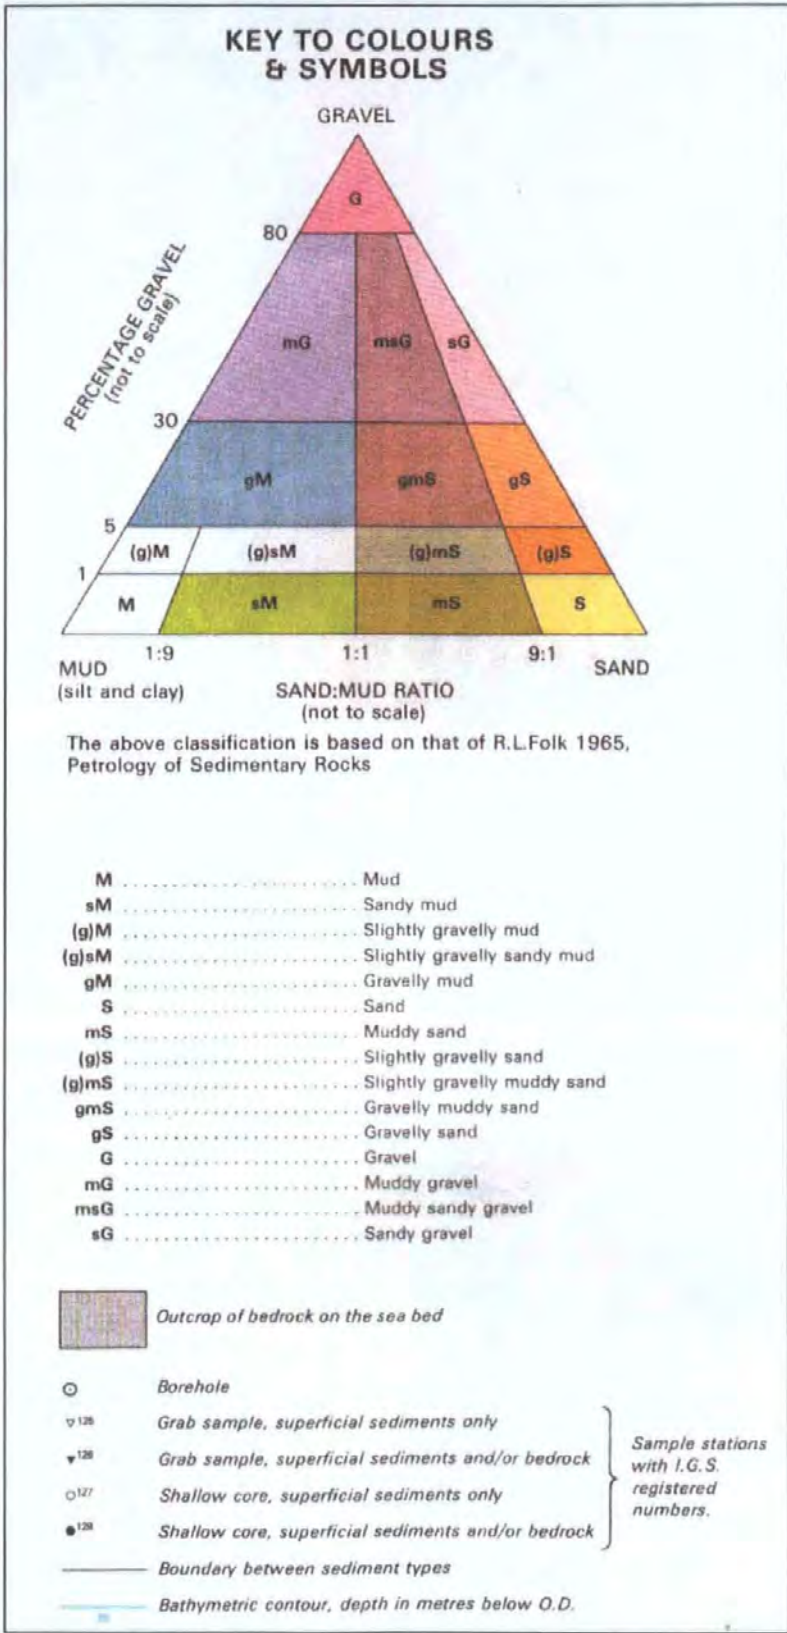 KEY TO COLOURS
& SYMBOLS
GRAVEL
G
80
PERCENTAGE GRAVEL
(not to scale)
mG
msG
sG
30
gM
gmS
gS
5
(g)M
(g)sM
(g)mS
(g)S
1
M
sM
mS
S
1:9
1:1
9:1
MUD
(silt and clay)
SAND
SAND:MUD RATIO
(not to scale)
The above classification is based on that of R.L.Folk 1965,
Petrology of Sedimentary Rocks
M ........................ Mud
sM ........................ Sandy mud
(g)M ........................ Slightly gravelly mud
(g)sM ........................ Slightly gravelly sandy mud
gM ........................ Gravelly mud
S ........................ Sand
mS ........................ Muddy sand
(g)S ........................ Slightly gravelly sand
(g)mS ........................ Slightly gravelly muddy sand
gmS ........................ Gravelly muddy sand
gS ........................ Gravelly sand
G ........................ Gravel
mG ........................ Muddy gravel
msG ........................ Muddy sandy gravel
sG ........................ Sandy gravel
Outcrop of bedrock on the sea bed
Borehole
Grab sample, superficial sediments only
Grab sample, superficial sediments and/or bedrock
127 Shallow core, superficial sediments only
Shallow core, superficial sediments and/or bedrock
Sample stations
with I.G.S.
registered
numbers.
Boundary between sediment types
Bathymetric contour, depth in metres below O.D.